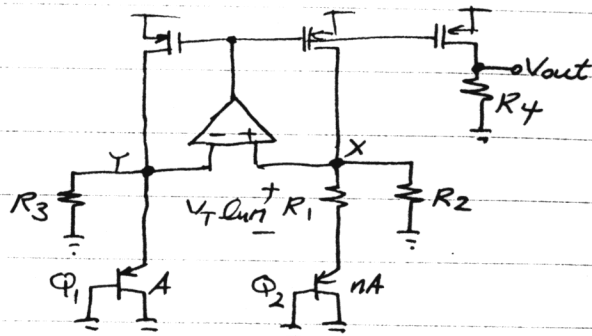 Vout
R4
Y
- +
X
R3
VT ln n
+
-
R1
R2
Q1
A
Q2
nA